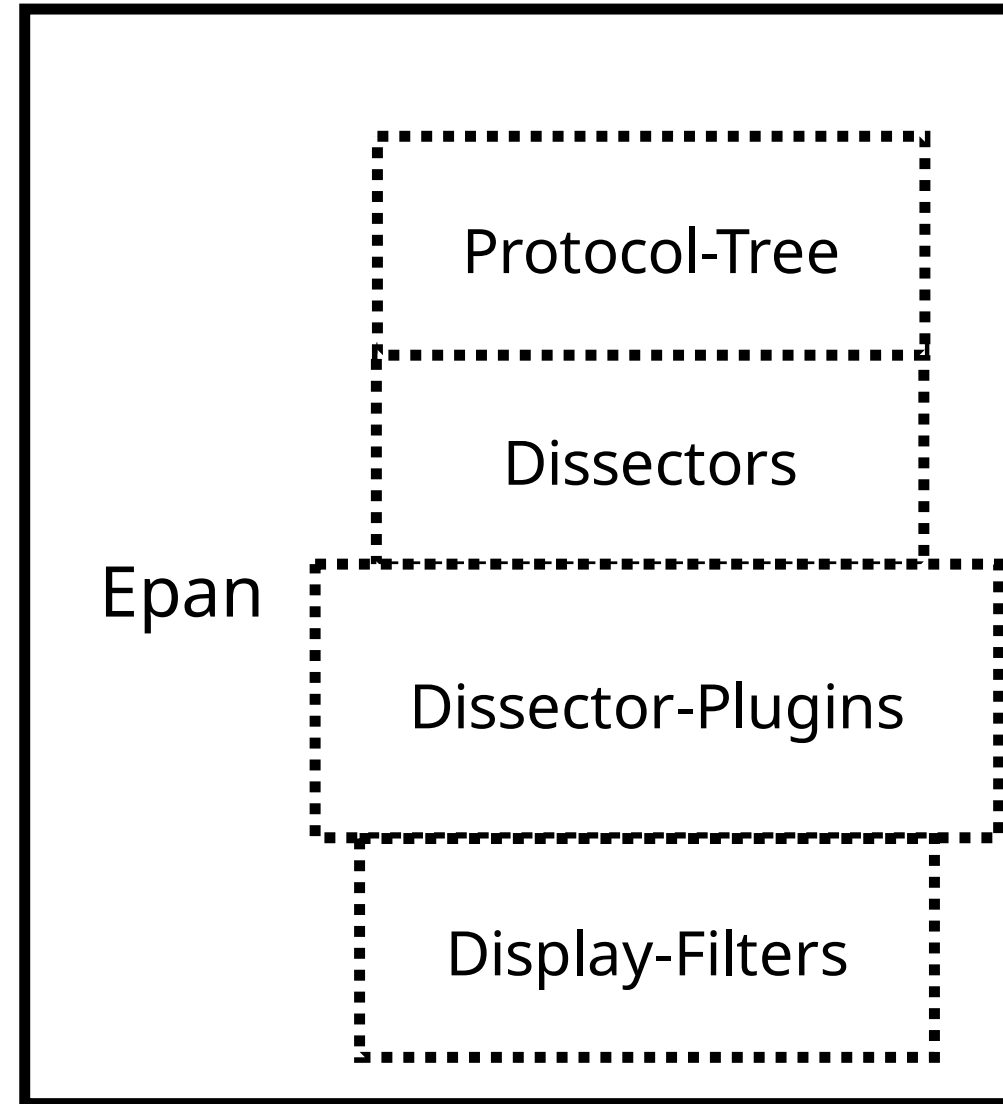 Protocol-Tree
Dissectors
Epan
Dissector-Plugins
Display-Filters